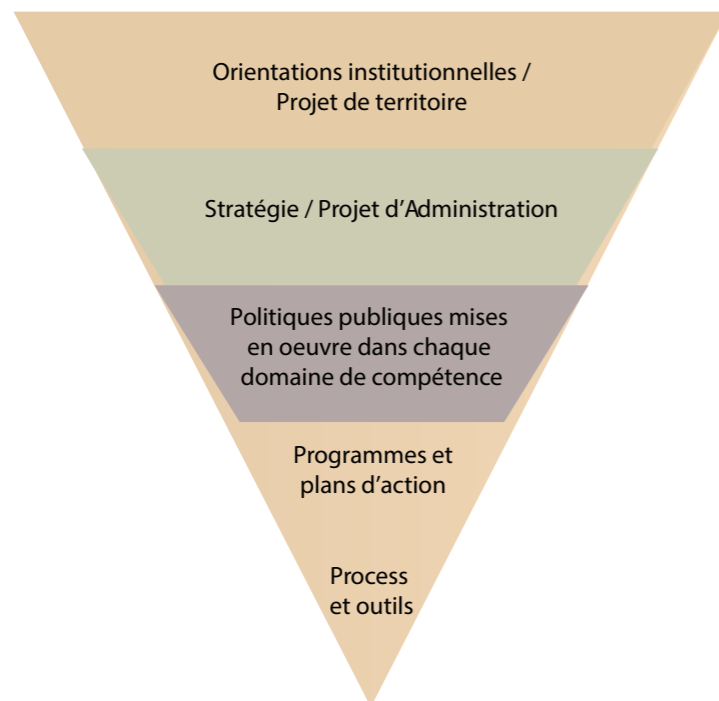 Orientations institutionnelles /
Projet de territoire
Stratégie / Projet d’Administration
Politiques publiques mises
en oeuvre dans chaque
domaine de compétence
Programmes et
plans d’action
Process
et outils